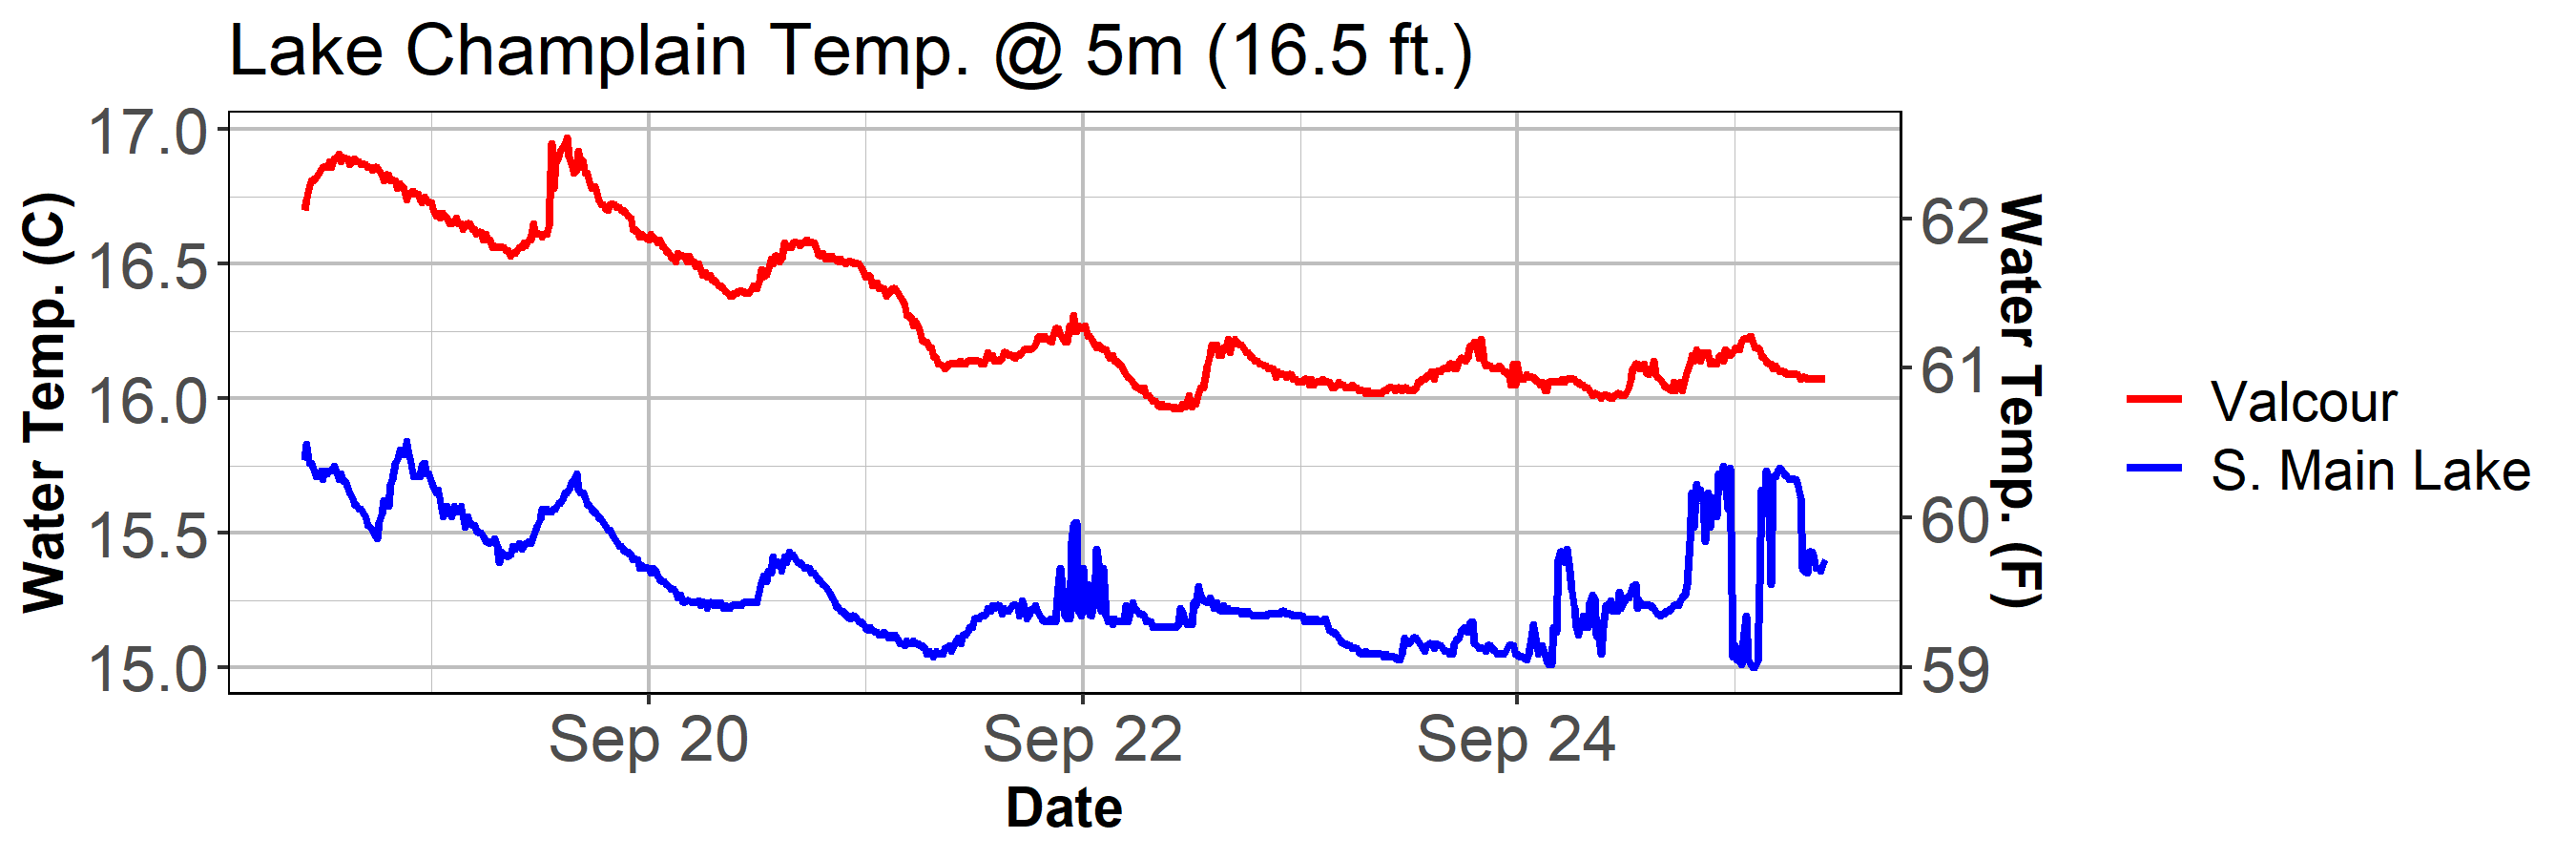 Lake Champlain Temp. @ 5m (16.5 ft.)
Water Temp. (C)
17.0
16.5
16.0
15.5
15.0
62
61
60
59
Water Temp. (F)
Sep 20 Sep 22 Sep 24
Date
Valcour
S. Main Lake